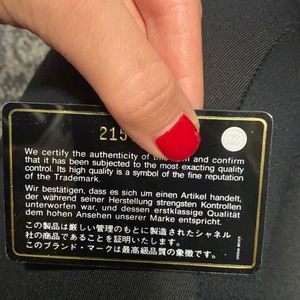 215
We certify the authenticity of this and confirm
that it has been subjected to the most exacting quality
control. Its high quality is a symbol of the fine reputation
of the Trademark.
Wir bestätigen, dass es sich um einen Artikel handelt,
der während seiner Herstellung strengsten Kontrollen
unterworfen war, und dessen erstklassige Qualität
dem hohen Ansehen unserer Marke entspricht.
この製品は厳しい管理のもとに製造されたシャネル
社の商品であることを証明いたします。
このブランド・マークは最高級品質の象徴です。